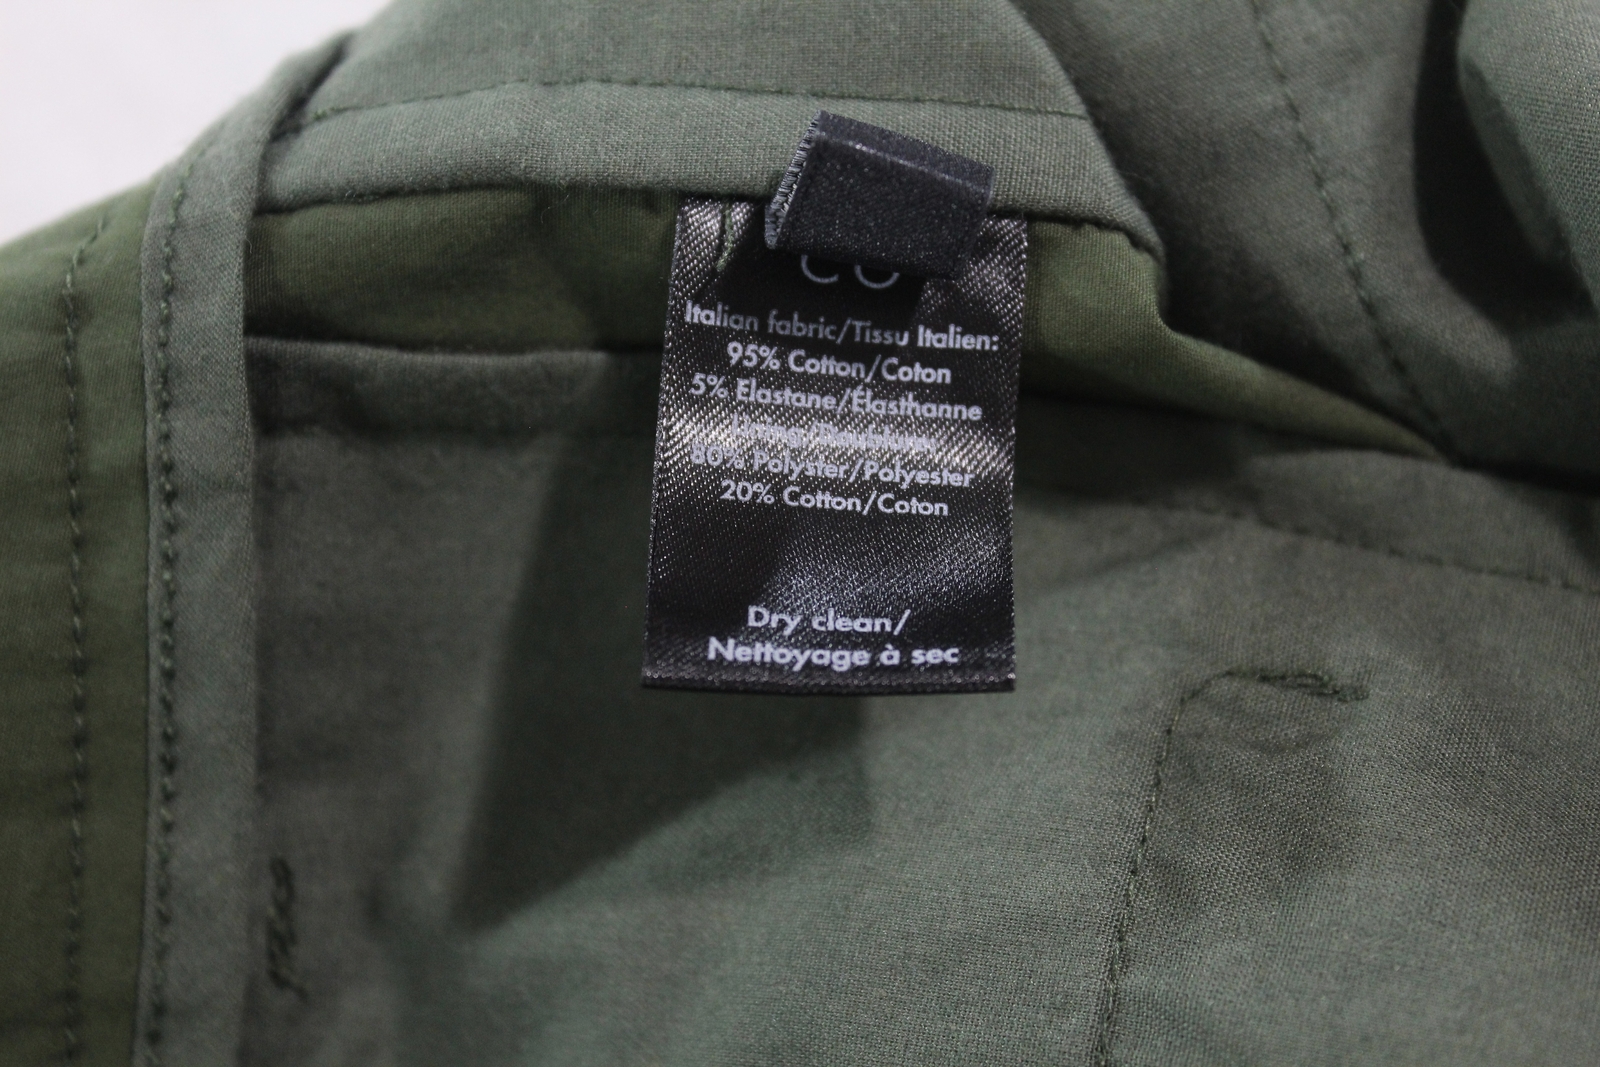 Italian fabric/Tissu Italien:
95% Cotton/Coton
5% Elastane/Élasthanne
80% Polyster/Polyester
20% Cotton/Coton
Dry clean/
Nettoyage à sec